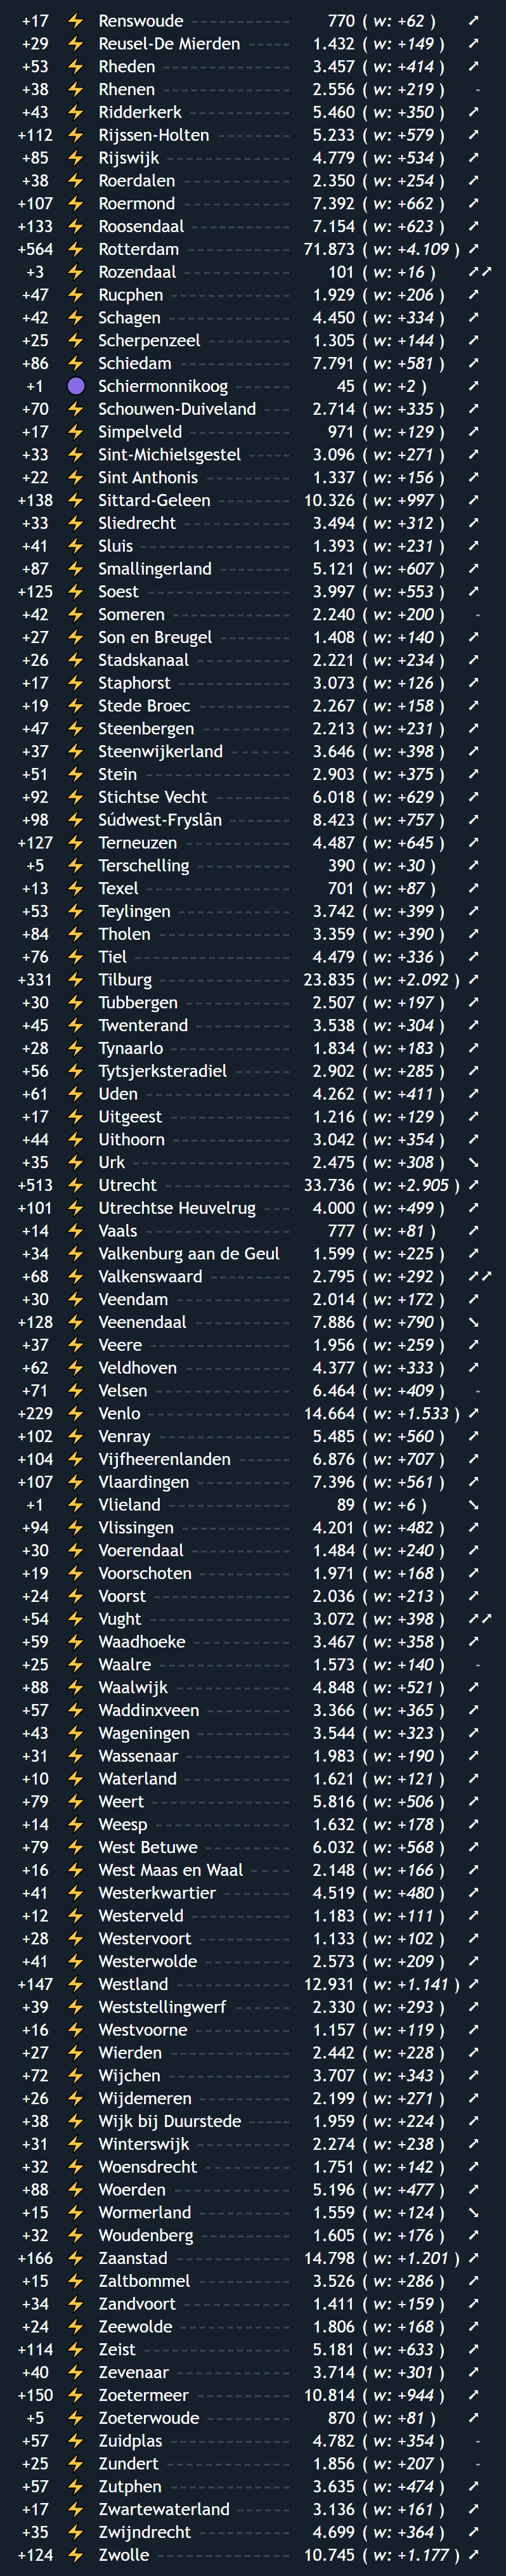 +17 ⚡ Renswoude ------------ 770 ( w: +62 ) ↗
+29 ⚡ Reusel-De Mierden ------ 1.432 ( w: +149 ) ↗
+53 ⚡ Rheden -------------- 3.457 ( w: +414 ) ↗
+38 ⚡ Rhenen -------------- 2.556 ( w: +219 ) -
+43 ⚡ Ridderkerk ------------ 5.460 ( w: +350 ) ↗
+112 ⚡ Rijssen-Holten --------- 5.233 ( w: +579 ) ↗
+85 ⚡ Rijswijk -------------- 4.779 ( w: +534 ) ↗
+38 ⚡ Roerdalen ------------ 2.350 ( w: +254 ) ↗
+107 ⚡ Roermond ------------ 7.392 ( w: +662 ) ↗
+133 ⚡ Roosendaal ----------- 7.154 ( w: +623 ) ↗
+564 ⚡ Rotterdam ------------ 71.873 ( w: +4.109 ) ↗
+3 ⚡ Rozendaal ------------ 101 ( w: +16 ) ↗↗
+47 ⚡ Rucphen ------------- 1.929 ( w: +206 ) ↗
+42 ⚡ Schagen ------------- 4.450 ( w: +334 ) ↗
+25 ⚡ Scherpenzeel ---------- 1.305 ( w: +144 ) ↗
+86 ⚡ Schiedam ------------- 7.791 ( w: +581 ) ↗
+1 🟣 Schiermonnikoog ------- 45 ( w: +2 ) ↗
+70 ⚡ Schouwen-Duiveland ---- 2.714 ( w: +335 ) ↗
+17 ⚡ Simpelveld ------------ 971 ( w: +129 ) ↗
+33 ⚡ Sint-Michielsgestel ----- 3.096 ( w: +271 ) ↗
+22 ⚡ Sint Anthonis ---------- 1.337 ( w: +156 ) ↗
+138 ⚡ Sittard-Geleen --------- 10.326 ( w: +997 ) ↗
+33 ⚡ Sliedrecht ------------ 3.494 ( w: +312 ) ↗
+41 ⚡ Sluis ----------------- 1.393 ( w: +231 ) ↗
+87 ⚡ Smallingerland --------- 5.121 ( w: +607 ) ↗
+125 ⚡ Soest ---------------- 3.997 ( w: +553 ) ↗
+42 ⚡ Someren ------------- 2.240 ( w: +200 ) -
+27 ⚡ Son en Breugel --------- 1.408 ( w: +140 ) ↗
+26 ⚡ Stadskanaal ----------- 2.221 ( w: +234 ) ↗
+17 ⚡ Staphorst ------------- 3.073 ( w: +126 ) ↗
+19 ⚡ Stede Broec ----------- 2.267 ( w: +158 ) ↗
+47 ⚡ Steenbergen ----------- 2.213 ( w: +231 ) ↗
+37 ⚡ Steenwijkerland -------- 3.646 ( w: +398 ) ↗
+51 ⚡ Stein ---------------- 2.903 ( w: +375 ) ↗
+92 ⚡ Stichtse Vecht --------- 6.018 ( w: +629 ) ↗
+98 ⚡ Súdwest-Fryslân -------- 8.423 ( w: +757 ) ↗
+127 ⚡ Terneuzen ------------ 4.487 ( w: +645 ) ↗
+5 ⚡ Terschelling ----------- 390 ( w: +30 ) ↗
+13 ⚡ Texel ---------------- 701 ( w: +87 ) ↗
+53 ⚡ Teylingen ------------- 3.742 ( w: +399 ) ↗
+84 ⚡ Tholen --------------- 3.359 ( w: +390 ) ↗
+76 ⚡ Tiel ------------------ 4.479 ( w: +336 ) ↗
+331 ⚡ Tilburg --------------- 23.835 ( w: +2.092 ) ↗
+30 ⚡ Tubbergen ------------ 2.507 ( w: +197 ) ↗
+45 ⚡ Twenterand ----------- 3.538 ( w: +304 ) ↗
+28 ⚡ Tynaarlo ------------- 1.834 ( w: +183 ) ↗
+56 ⚡ Tytsjerksteradiel ------- 2.902 ( w: +285 ) ↗
+61 ⚡ Uden ---------------- 4.262 ( w: +411 ) ↗
+17 ⚡ Uitgeest -------------- 1.216 ( w: +129 ) ↗
+44 ⚡ Uithoorn ------------- 3.042 ( w: +354 ) ↗
+35 ⚡ Urk ------------------ 2.475 ( w: +308 ) ↘
+513 ⚡ Utrecht -------------- 33.736 ( w: +2.905 ) ↗
+101 ⚡ Utrechtse Heuvelrug ---- 4.000 ( w: +499 ) ↗
+14 ⚡ Vaals ---------------- 777 ( w: +81 ) ↗
+34 ⚡ Valkenburg aan de Geul 1.599 ( w: +225 ) ↗
+68 ⚡ Valkenswaard ---------- 2.795 ( w: +292 ) ↗↗
+30 ⚡ Veendam ------------- 2.014 ( w: +172 ) ↗
+128 ⚡ Veenendaal ----------- 7.886 ( w: +790 ) ↘
+37 ⚡ Veere ---------------- 1.956 ( w: +259 ) ↗
+62 ⚡ Veldhoven ------------ 4.377 ( w: +333 ) ↗
+71 ⚡ Velsen --------------- 6.464 ( w: +409 ) -
+229 ⚡ Venlo ---------------- 14.664 ( w: +1.533 ) ↗
+102 ⚡ Venray --------------- 5.485 ( w: +560 ) ↗
+104 ⚡ Vijfheerenlanden ------- 6.876 ( w: +707 ) ↗
+107 ⚡ Vlaardingen ----------- 7.396 ( w: +561 ) ↗
+1 ⚡ Vlieland -------------- 89 ( w: +6 ) ↘
+94 ⚡ Vlissingen ------------ 4.201 ( w: +482 ) ↗
+30 ⚡ Voerendaal ----------- 1.484 ( w: +240 ) ↗
+19 ⚡ Voorschoten ----------- 1.971 ( w: +168 ) ↗
+24 ⚡ Voorst --------------- 2.036 ( w: +213 ) ↗
+54 ⚡ Vught ---------------- 3.072 ( w: +398 ) ↗↗
+59 ⚡ Waadhoeke ----------- 3.467 ( w: +358 ) ↗
+25 ⚡ Waalre --------------- 1.573 ( w: +140 ) -
+88 ⚡ Waalwijk ------------- 4.848 ( w: +521 ) ↗
+57 ⚡ Waddinxveen ---------- 3.366 ( w: +365 ) ↗
+43 ⚡ Wageningen ----------- 3.544 ( w: +323 ) ↗
+31 ⚡ Wassenaar ------------ 1.983 ( w: +190 ) ↗
+10 ⚡ Waterland ------------ 1.621 ( w: +121 ) ↗
+79 ⚡ Weert ---------------- 5.816 ( w: +506 ) ↗
+14 ⚡ Weesp --------------- 1.632 ( w: +178 ) ↗
+79 ⚡ West Betuwe ---------- 6.032 ( w: +568 ) ↗
+16 ⚡ West Maas en Waal ----- 2.148 ( w: +166 ) ↗
+41 ⚡ Westerkwartier --------- 4.519 ( w: +480 ) ↗
+12 ⚡ Westerveld ------------ 1.183 ( w: +111 ) ↗
+28 ⚡ Westervoort ----------- 1.133 ( w: +102 ) ↗
+41 ⚡ Westerwolde ---------- 2.573 ( w: +209 ) ↗
+147 ⚡ Westland ------------- 12.931 ( w: +1.141 ) ↗
+39 ⚡ Weststellingwerf ------- 2.330 ( w: +293 ) ↗
+16 ⚡ Westvoorne ----------- 1.157 ( w: +119 ) ↗
+27 ⚡ Wierden -------------- 2.442 ( w: +228 ) ↗
+72 ⚡ Wijchen -------------- 3.707 ( w: +343 ) ↗
+26 ⚡ Wijdemeren ----------- 2.199 ( w: +271 ) ↗
+38 ⚡ Wijk bij Duurstede ----- 1.959 ( w: +224 ) ↗
+31 ⚡ Winterswijk ----------- 2.274 ( w: +238 ) ↗
+32 ⚡ Woensdrecht ---------- 1.751 ( w: +142 ) ↗
+88 ⚡ Woerden ------------- 5.196 ( w: +477 ) ↗
+15 ⚡ Wormerland ----------- 1.559 ( w: +124 ) ↘
+32 ⚡ Woudenberg ---------- 1.605 ( w: +176 ) ↗
+166 ⚡ Zaanstad ------------- 14.798 ( w: +1.201 ) ↗
+15 ⚡ Zaltbommel ----------- 3.526 ( w: +286 ) ↗
+34 ⚡ Zandvoort ------------ 1.411 ( w: +159 ) ↗
+24 ⚡ Zeewolde ------------- 1.806 ( w: +168 ) ↗
+114 ⚡ Zeist ----------------- 5.181 ( w: +633 ) ↗
+40 ⚡ Zevenaar ------------- 3.714 ( w: +301 ) ↗
+150 ⚡ Zoetermeer ----------- 10.814 ( w: +944 ) ↗
+5 ⚡ Zoeterwoude ---------- 870 ( w: +81 ) ↗
+57 ⚡ Zuidplas -------------- 4.782 ( w: +354 ) -
+25 ⚡ Zundert -------------- 1.856 ( w: +207 ) -
+57 ⚡ Zutphen -------------- 3.635 ( w: +474 ) ↗
+17 ⚡ Zwartewaterland ------- 3.136 ( w: +161 ) ↗
+35 ⚡ Zwijndrecht ----------- 4.699 ( w: +364 ) ↗
+124 ⚡ Zwolle --------------- 10.745 ( w: +1.177 ) ↗